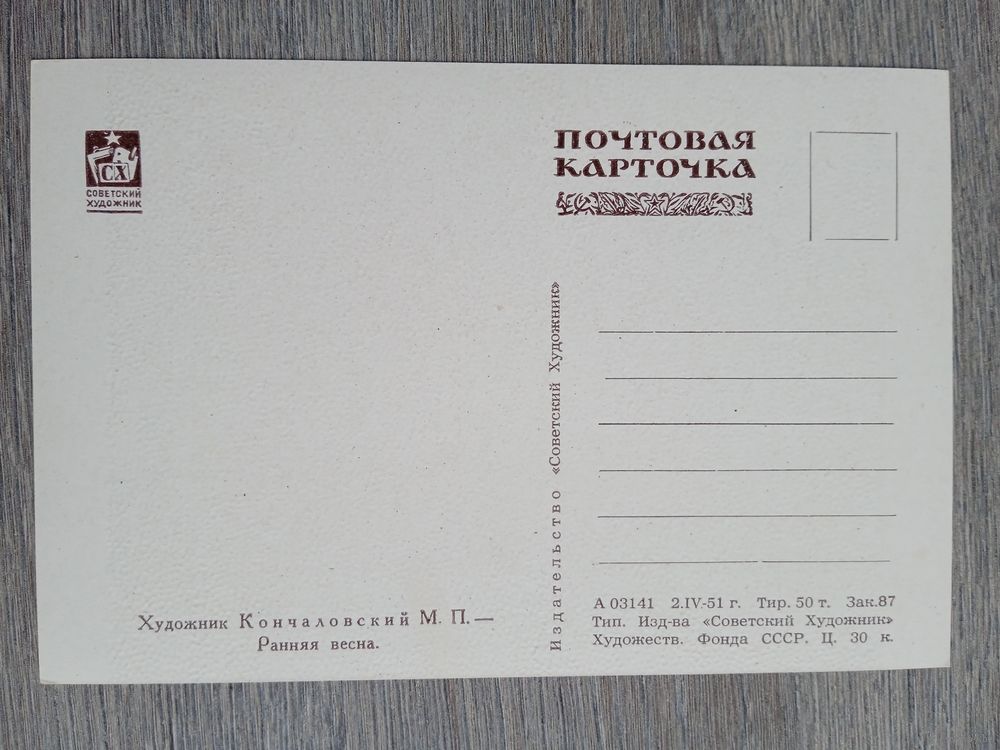 СХ
СОВЕТСКИЙ
ХУДОЖНИК
ПОЧТОВАЯ
КАРТОЧКА
Издательство «Советский Художник»
Художник Кончаловский М. П.—
Ранняя весна.
А 03141 2.IV-51 г. Тир. 50 т. Зак.87
Тип. Изд-ва «Советский Художник»
Художеств. Фонда СССР. Ц. 30 к.